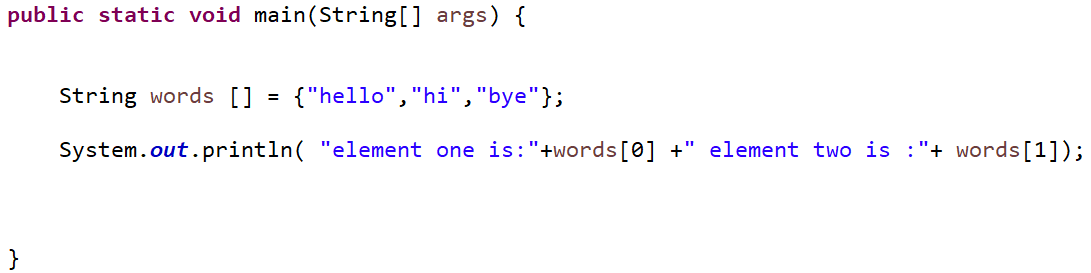 public static void main(String[] args) {
String words [] = {"hello","hi","bye"};
System.out.println( "element one is:"+words[0] +" element two is :"+ words[1]);
}